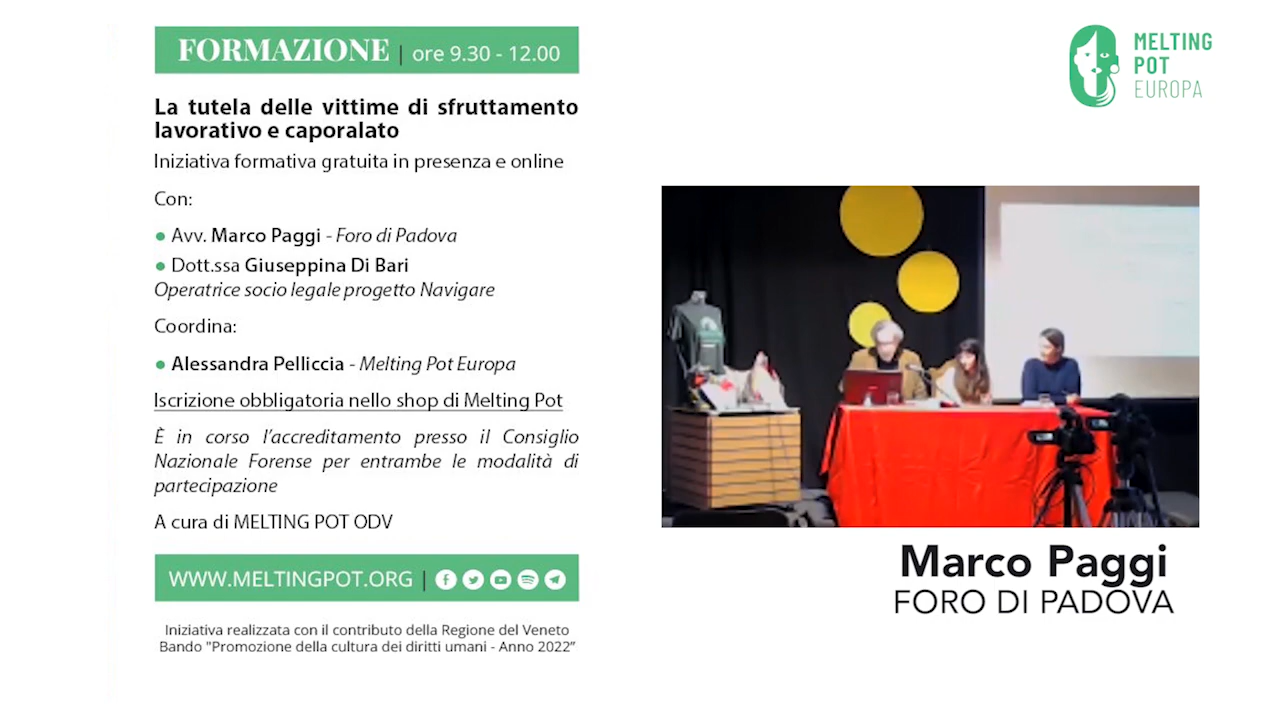 FORMAZIONE | ore 9.30 - 12.00
La tutela delle vittime di sfruttamento
lavorativo e caporalato
Iniziativa formativa gratuita in presenza e online
Con:
● Avv. Marco Paggi - Foro di Padova
● Dott.ssa Giuseppina Di Bari
Operatrice socio legale progetto Navigare
Coordina:
● Alessandra Pelliccia - Melting Pot Europa
Iscrizione obbligatoria nello shop di Melting Pot
È in corso l’accreditamento presso il Consiglio
Nazionale Forense per entrambe le modalità di
partecipazione
A cura di MELTING POT ODV
WWW.MELTINGPOT.ORG |
Iniziativa realizzata con il contributo della Regione del Veneto
Bando "Promozione della cultura dei diritti umani - Anno 2022”
MELTING
POT
EUROPA
Marco Paggi
FORO DI PADOVA